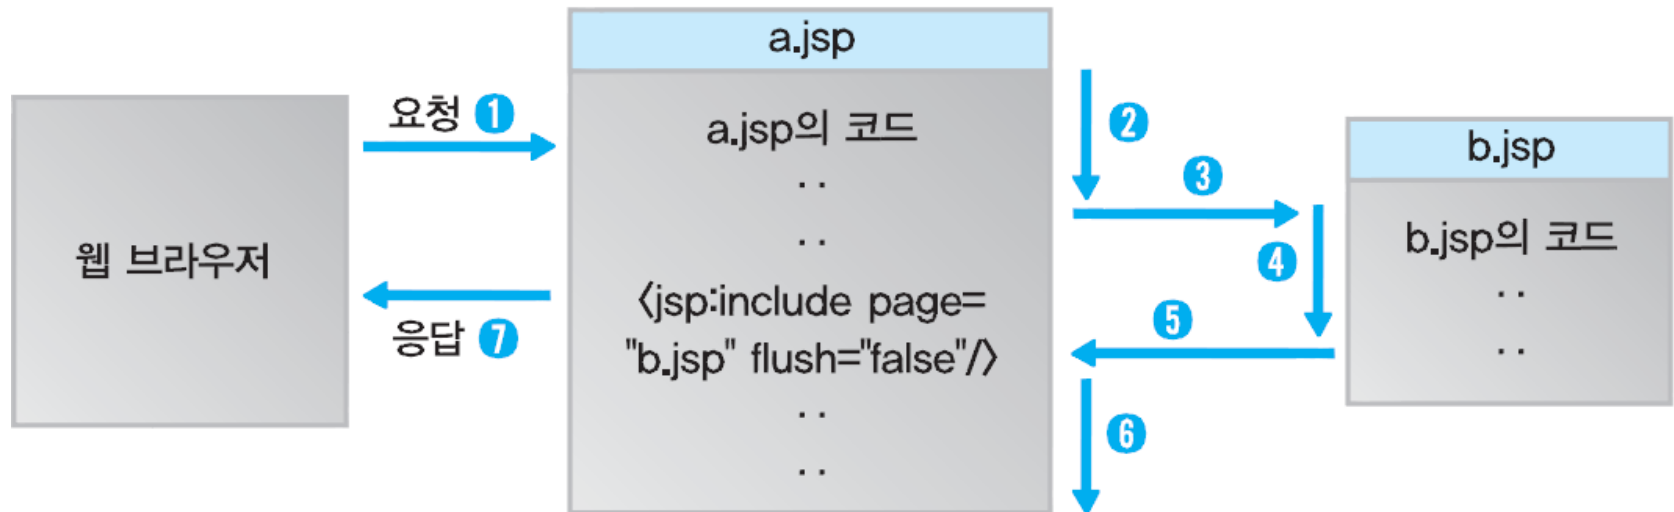 웹 브라우저
요청 1
응답 7
a.jsp
a.jsp의 코드
. .
. .
<jsp:include page=
"b.jsp" flush="false"/>
. .
. .
2
3
4
5
6
b.jsp
b.jsp의 코드
. .
. .